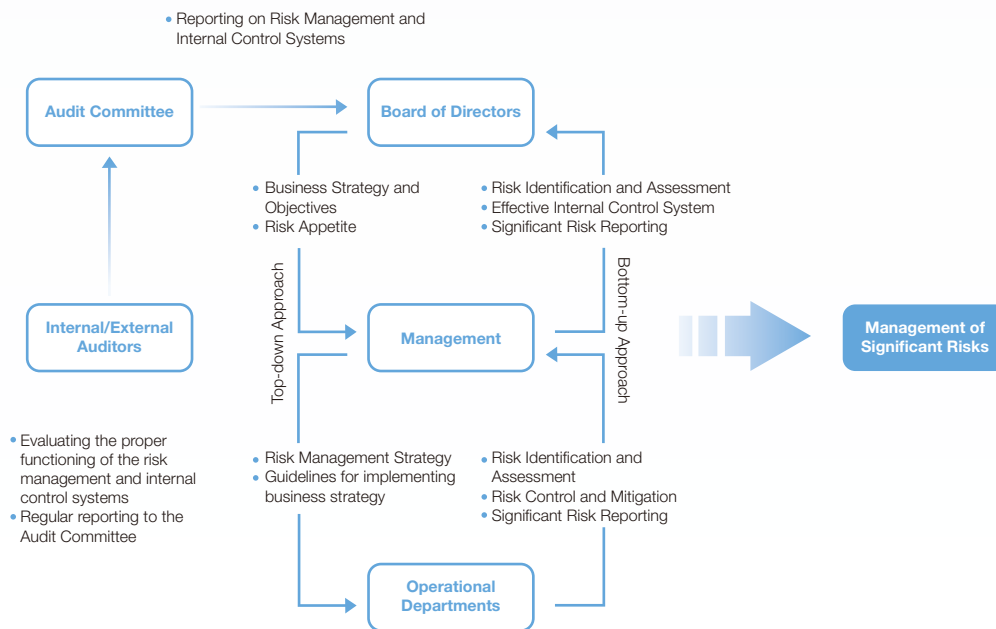 • Reporting on Risk Management and
Internal Control Systems
Audit Committee
Board of Directors
• Business Strategy and
Objectives
• Risk Appetite
• Risk Identification and Assessment
• Effective Internal Control System
• Significant Risk Reporting
Top-down Approach
Bottom-up Approach
Internal/External
Auditors
Management
Management of
Significant Risks
• Evaluating the proper
functioning of the risk
management and internal
control systems
• Regular reporting to the
Audit Committee
• Risk Management Strategy
• Guidelines for implementing
business strategy
• Risk Identification and
Assessment
• Risk Control and Mitigation
• Significant Risk Reporting
Operational
Departments